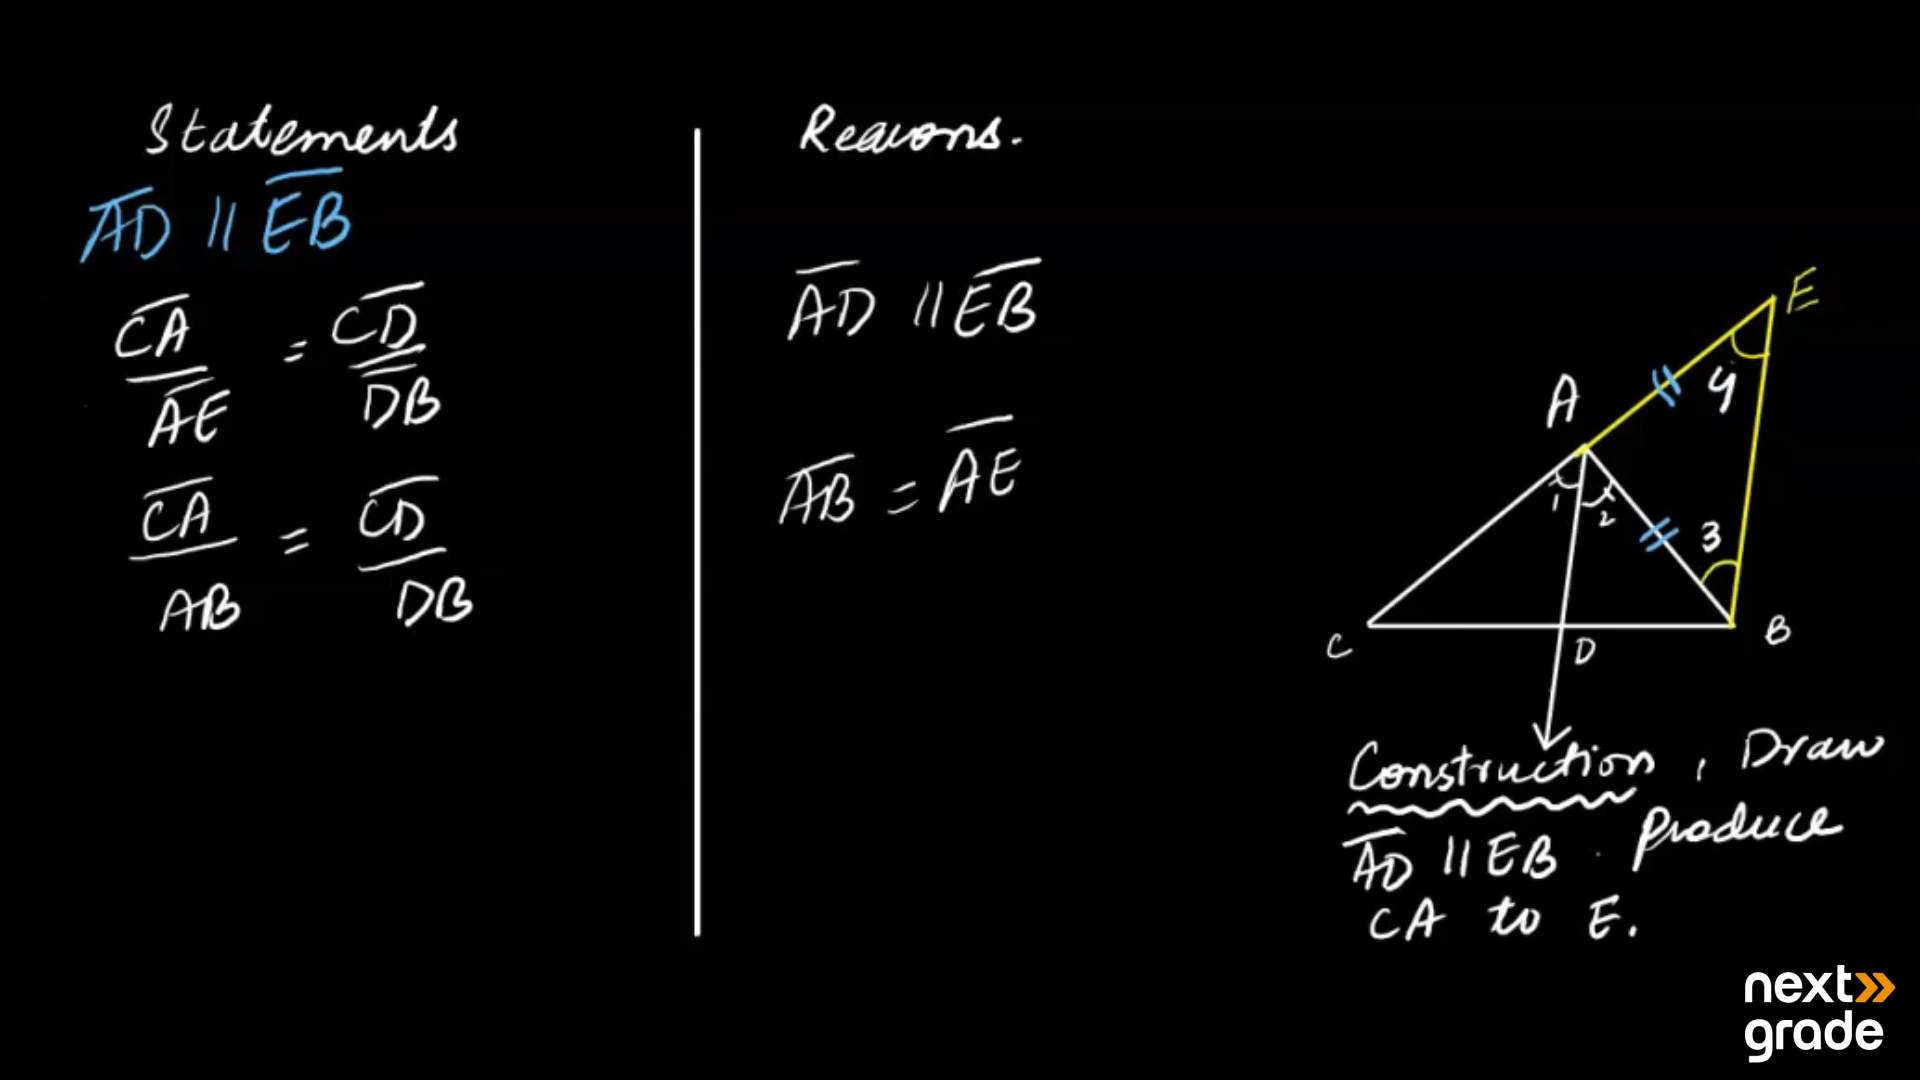 Statements
AD || EB
CA = CD
AE DB
CA = CD
AB DB
Reasons.
AD || EB
AB = AE
E
4
A
1
2
3
C
D
B
Construction, Draw
AD || EB. Produce
CA to E.
next
grade